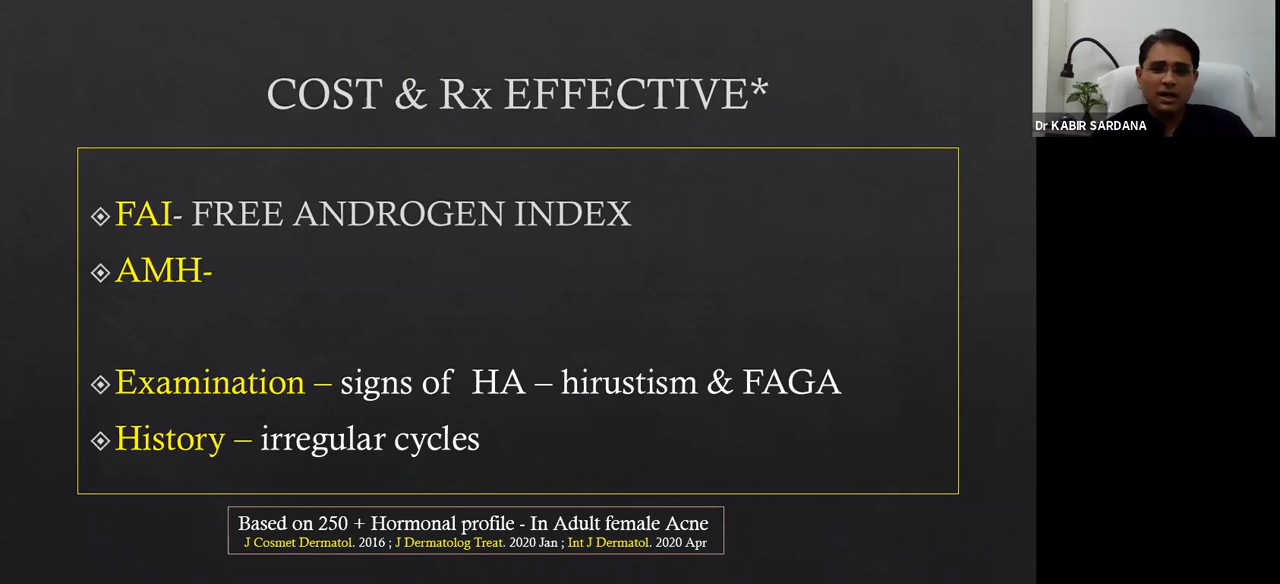 COST & Rx EFFECTIVE*
FAI- FREE ANDROGEN INDEX
AMH-
Examination – signs of HA – hirustism & FAGA
History – irregular cycles
Based on 250 + Hormonal profile - In Adult female Acne
J Cosmet Dermatol. 2016 ; J Dermatolog Treat. 2020 Jan ; Int J Dermatol. 2020 Apr
Dr KABIR SARDANA